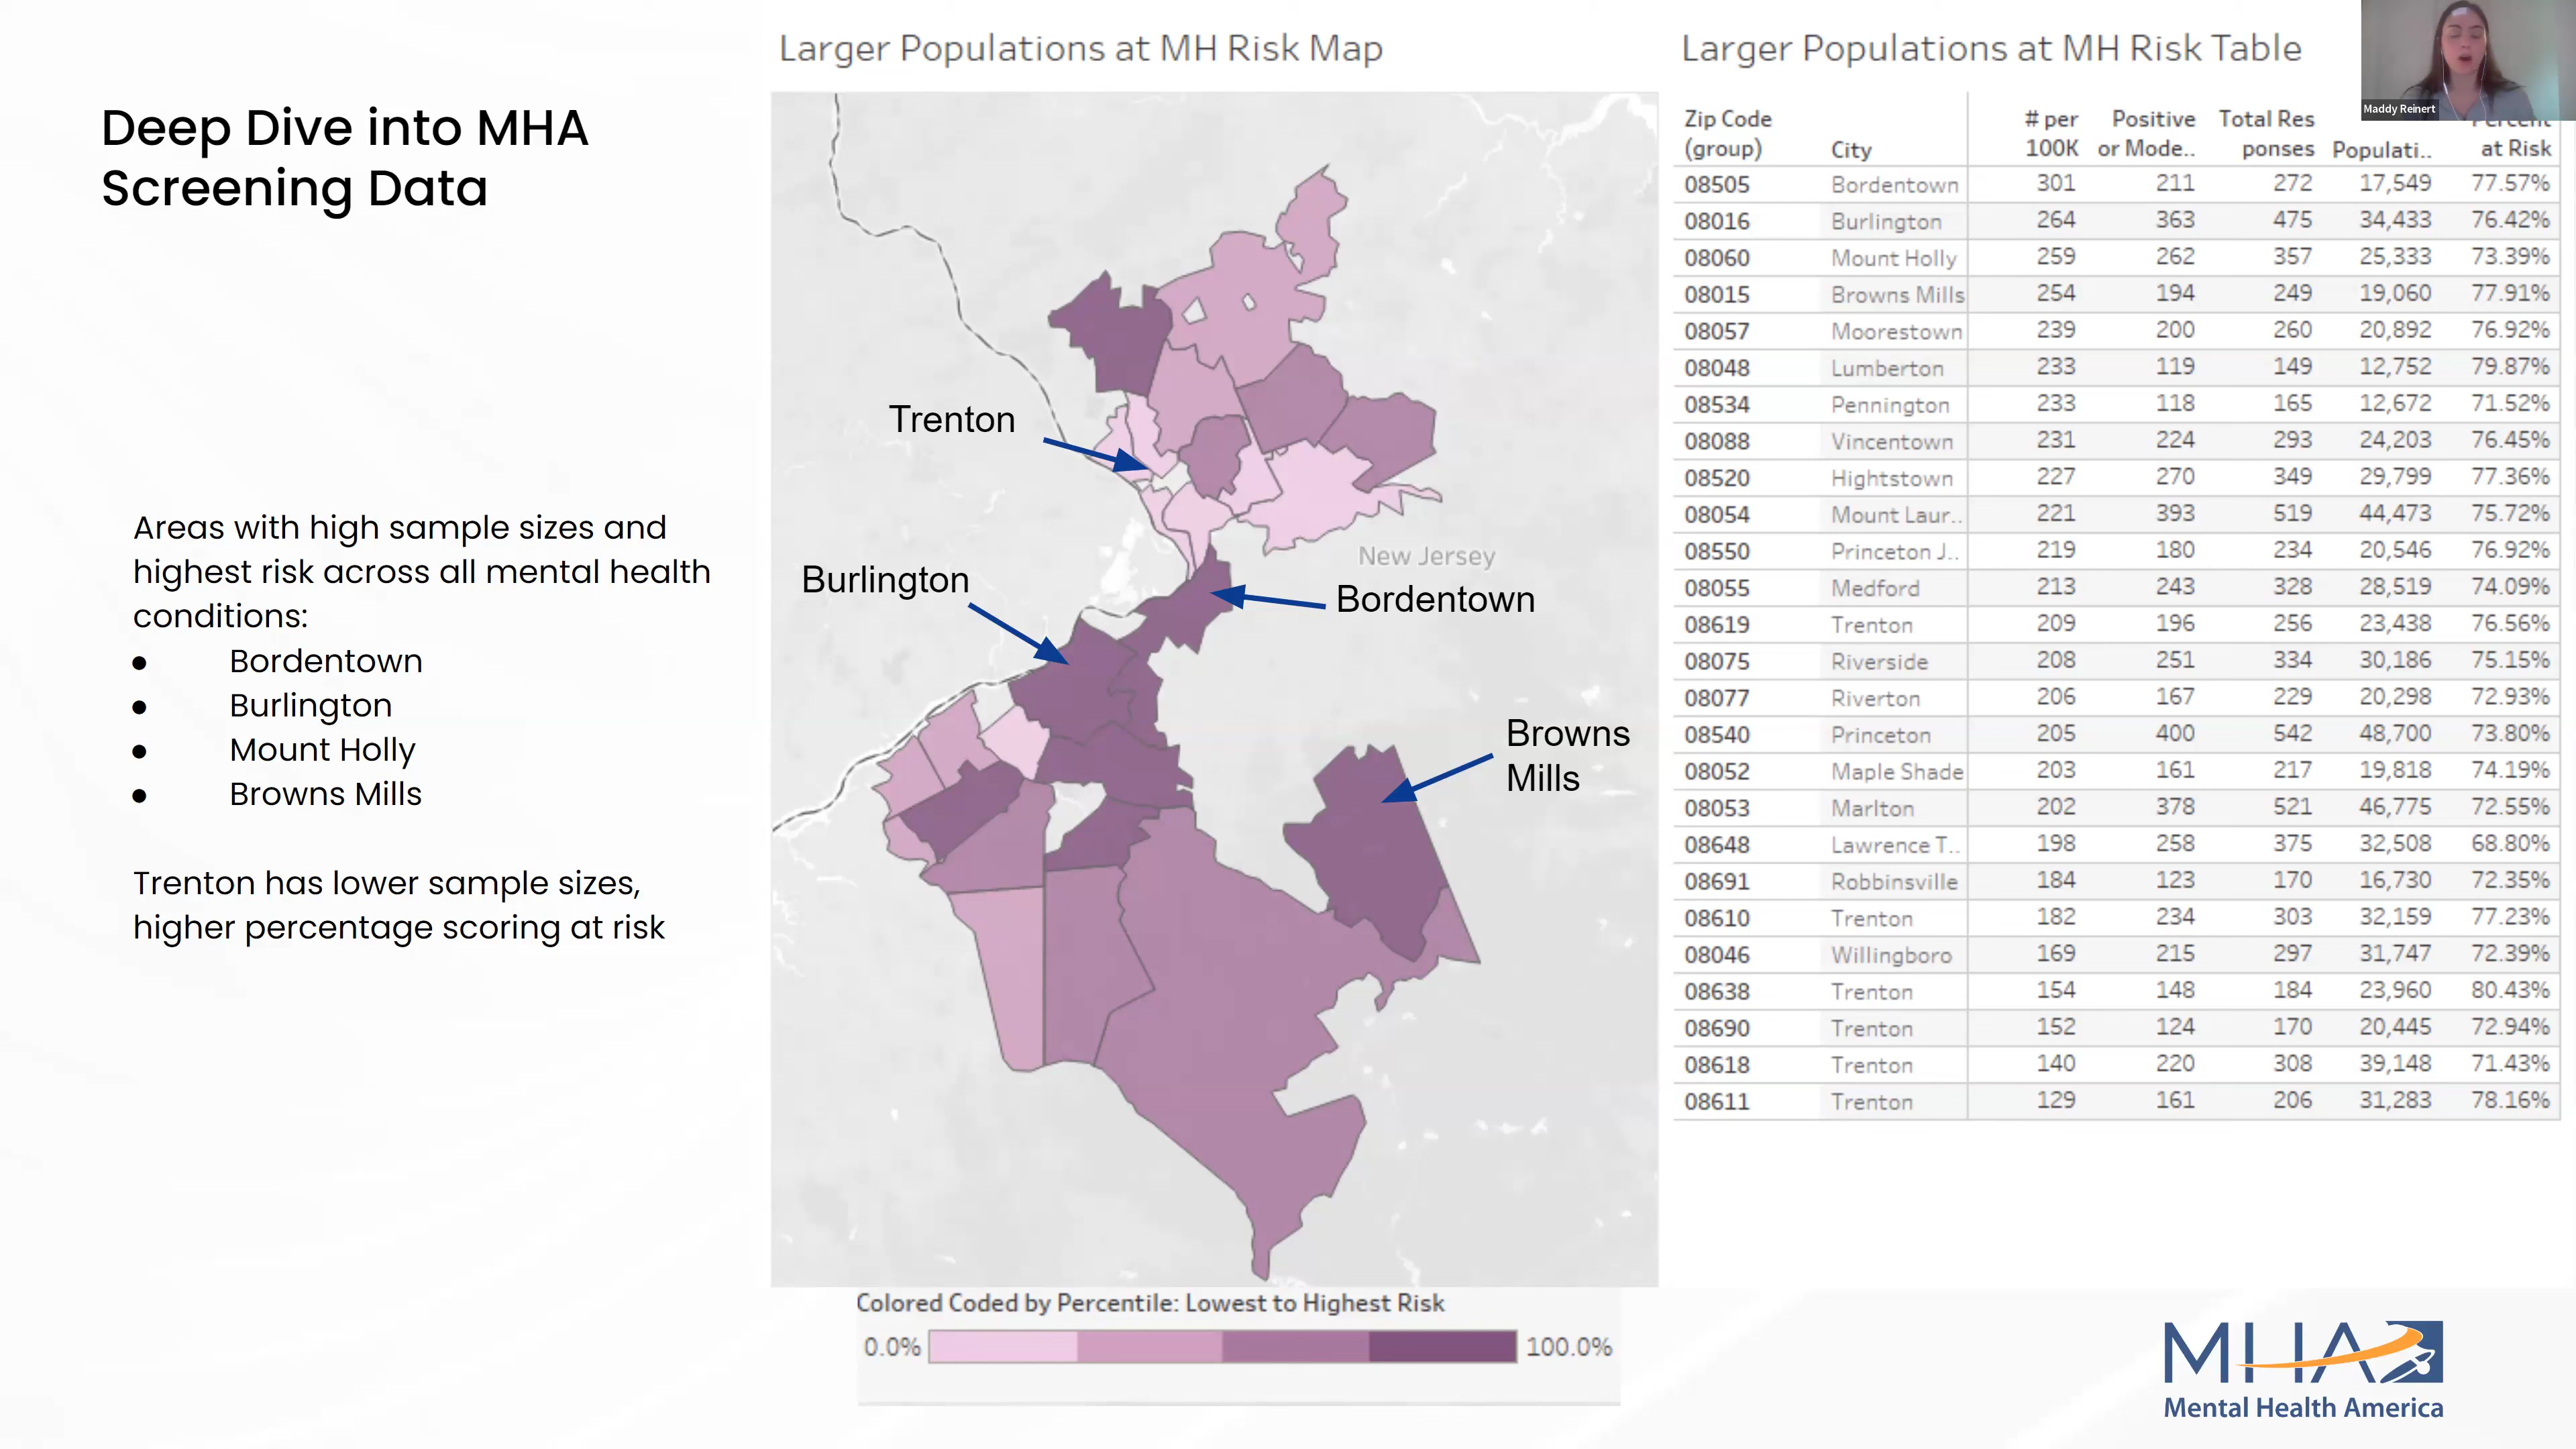 Deep Dive into MHA
Screening Data
Areas with high sample sizes and
highest risk across all mental health
conditions:
● Bordentown
● Burlington
● Mount Holly
● Browns Mills
Trenton has lower sample sizes,
higher percentage scoring at risk
Larger Populations at MH Risk Map
Trenton
Burlington
New Jersey
Bordentown
Browns
Mills
Colored Coded by Percentile: Lowest to Highest Risk
0.0% 100.0%
Larger Populations at MH Risk Table
Maddy Reinert
Zip Code (group) City # per 100K Positive or Mode.. Total Res ponses Populati.. Percent at Risk
08505 Bordentown 301 211 272 17,549 77.57%
08016 Burlington 264 363 475 34,433 76.42%
08060 Mount Holly 259 262 357 25,333 73.39%
08015 Browns Mills 254 194 249 19,060 77.91%
08057 Moorestown 239 200 260 20,892 76.92%
08048 Lumberton 233 119 149 12,752 79.87%
08534 Pennington 233 118 165 12,672 71.52%
08088 Vincentown 231 224 293 24,203 76.45%
08520 Hightstown 227 270 349 29,799 77.36%
08054 Mount Laur.. 221 393 519 44,473 75.72%
08550 Princeton J.. 219 180 234 20,546 76.92%
08055 Medford 213 243 328 28,519 74.09%
08619 Trenton 209 196 256 23,438 76.56%
08075 Riverside 208 251 334 30,186 75.15%
08077 Riverton 206 167 229 20,298 72.93%
08540 Princeton 205 400 542 48,700 73.80%
08052 Maple Shade 203 161 217 19,818 74.19%
08053 Marlton 202 378 521 46,775 72.55%
08648 Lawrence T.. 198 258 375 32,508 68.80%
08691 Robbinsville 184 123 170 16,730 72.35%
08610 Trenton 182 234 303 32,159 77.23%
08046 Willingboro 169 215 297 31,747 72.39%
08638 Trenton 154 148 184 23,960 80.43%
08690 Trenton 152 124 170 20,445 72.94%
08618 Trenton 140 220 308 39,148 71.43%
08611 Trenton 129 161 206 31,283 78.16%
MHA
Mental Health America